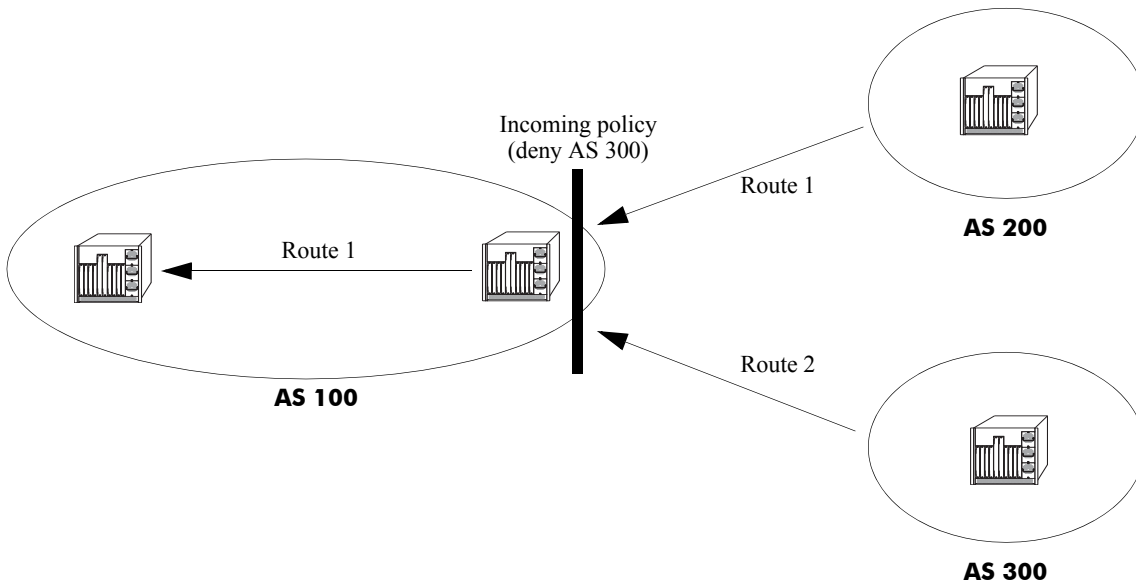 Incoming policy
(deny AS 300)
Route 1
AS 200
Route 1
AS 100
Route 2
AS 300